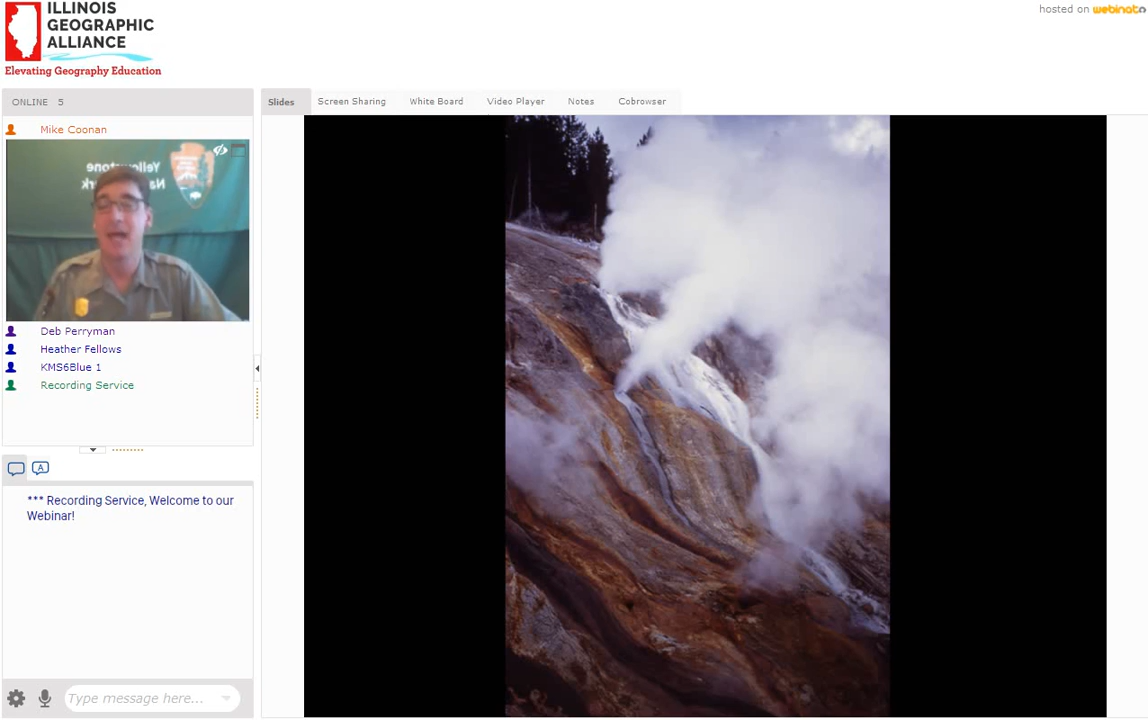 ILLINOIS
GEOGRAPHIC
ALLIANCE
Elevating Geography Education
hosted on webinato
ONLINE 5
Slides
Screen Sharing
White Board
Video Player
Notes
Cobrowser
Mike Coonan
Yellowstone
Deb Perryman
Heather Fellows
KMS6Blue 1
Recording Service
A
*** Recording Service, Welcome to our
Webinar!
Type message here...